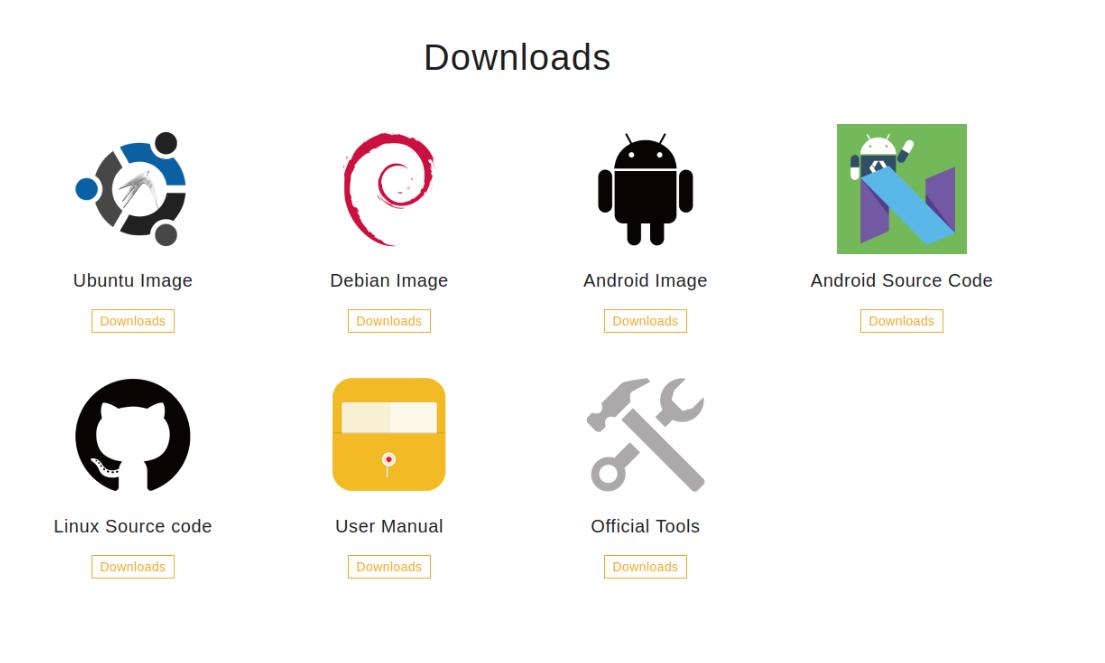 Downloads
Ubuntu Image
Debian Image
Android Image
Android Source Code
Downloads
Downloads
Downloads
Downloads
Linux Source code
User Manual
Official Tools
Downloads
Downloads
Downloads